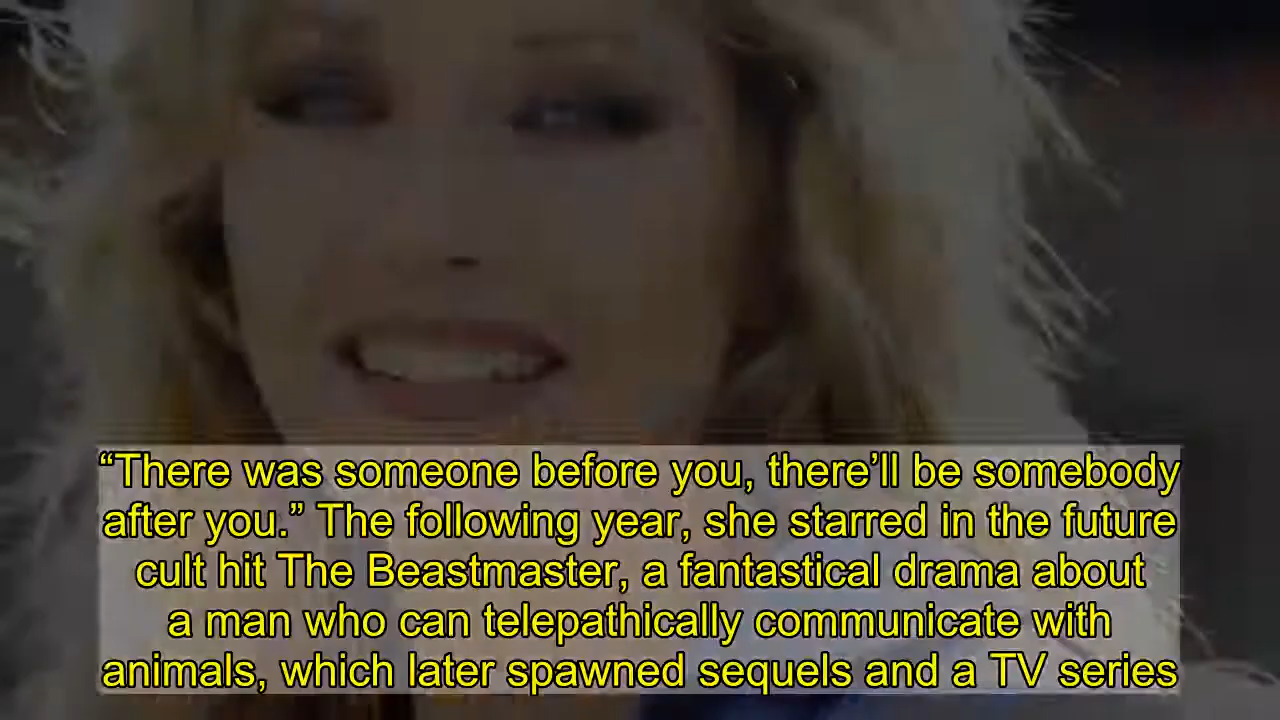 “There was someone before you, there’ll be somebody
after you.” The following year, she starred in the future
cult hit The Beastmaster, a fantastical drama about
a man who can telepathically communicate with
animals, which later spawned sequels and a TV series